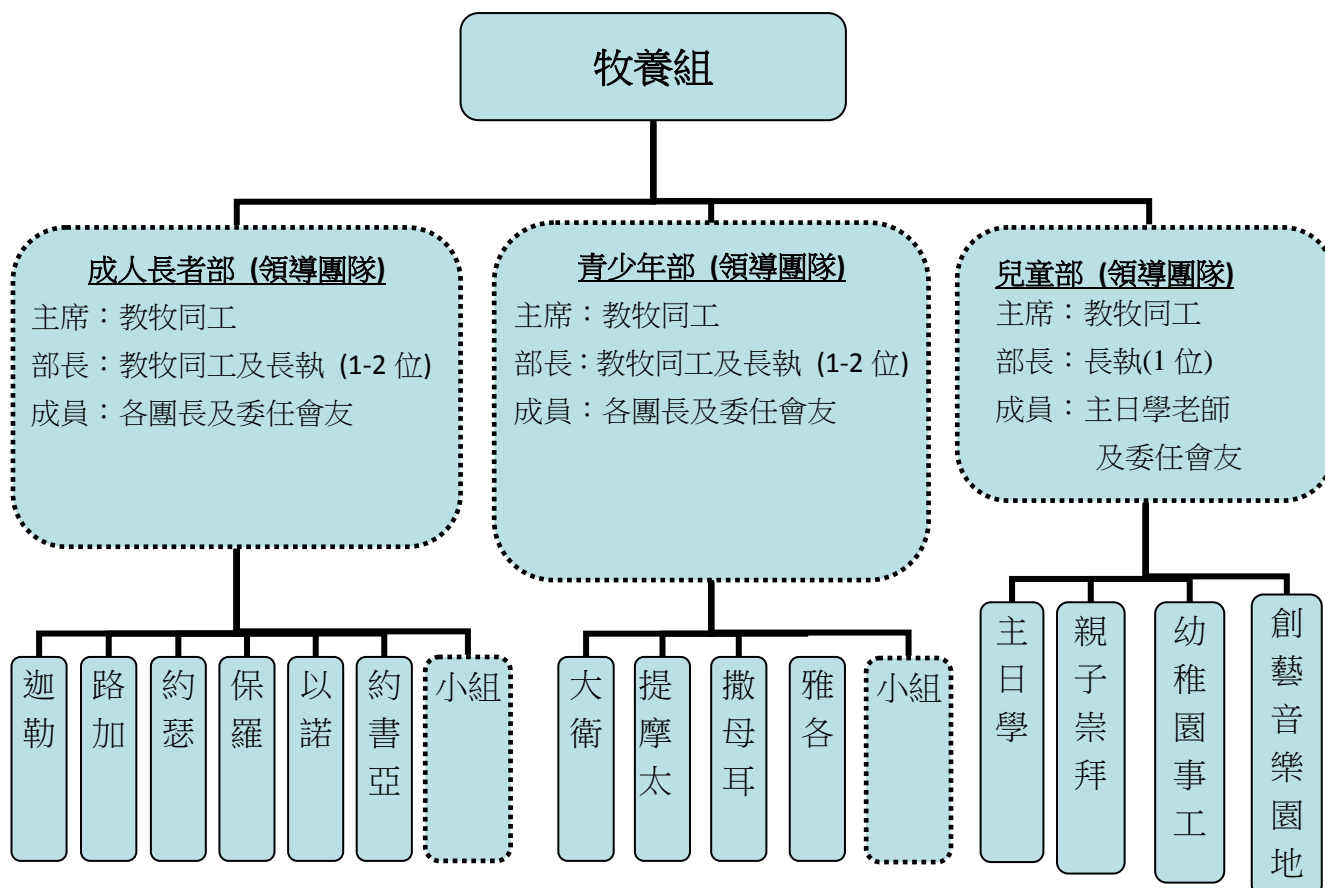 牧養組
成人長者部 (領導團隊)
主席：教牧同工
部長：教牧同工及長執 (1-2 位)
成員：各團長及委任會友
青少年部 (領導團隊)
主席：教牧同工
部長：教牧同工及長執 (1-2 位)
成員：各團長及委任會友
兒童部 (領導團隊)
主席：教牧同工
部長：長執(1 位)
成員：主日學老師
及委任會友
迦勒
路加
約瑟
保羅
以諾
約書亞
小組
大衛
提摩太
撒母耳
雅各
小組
主日學
親子崇拜
幼稚園事工
創藝音樂園地